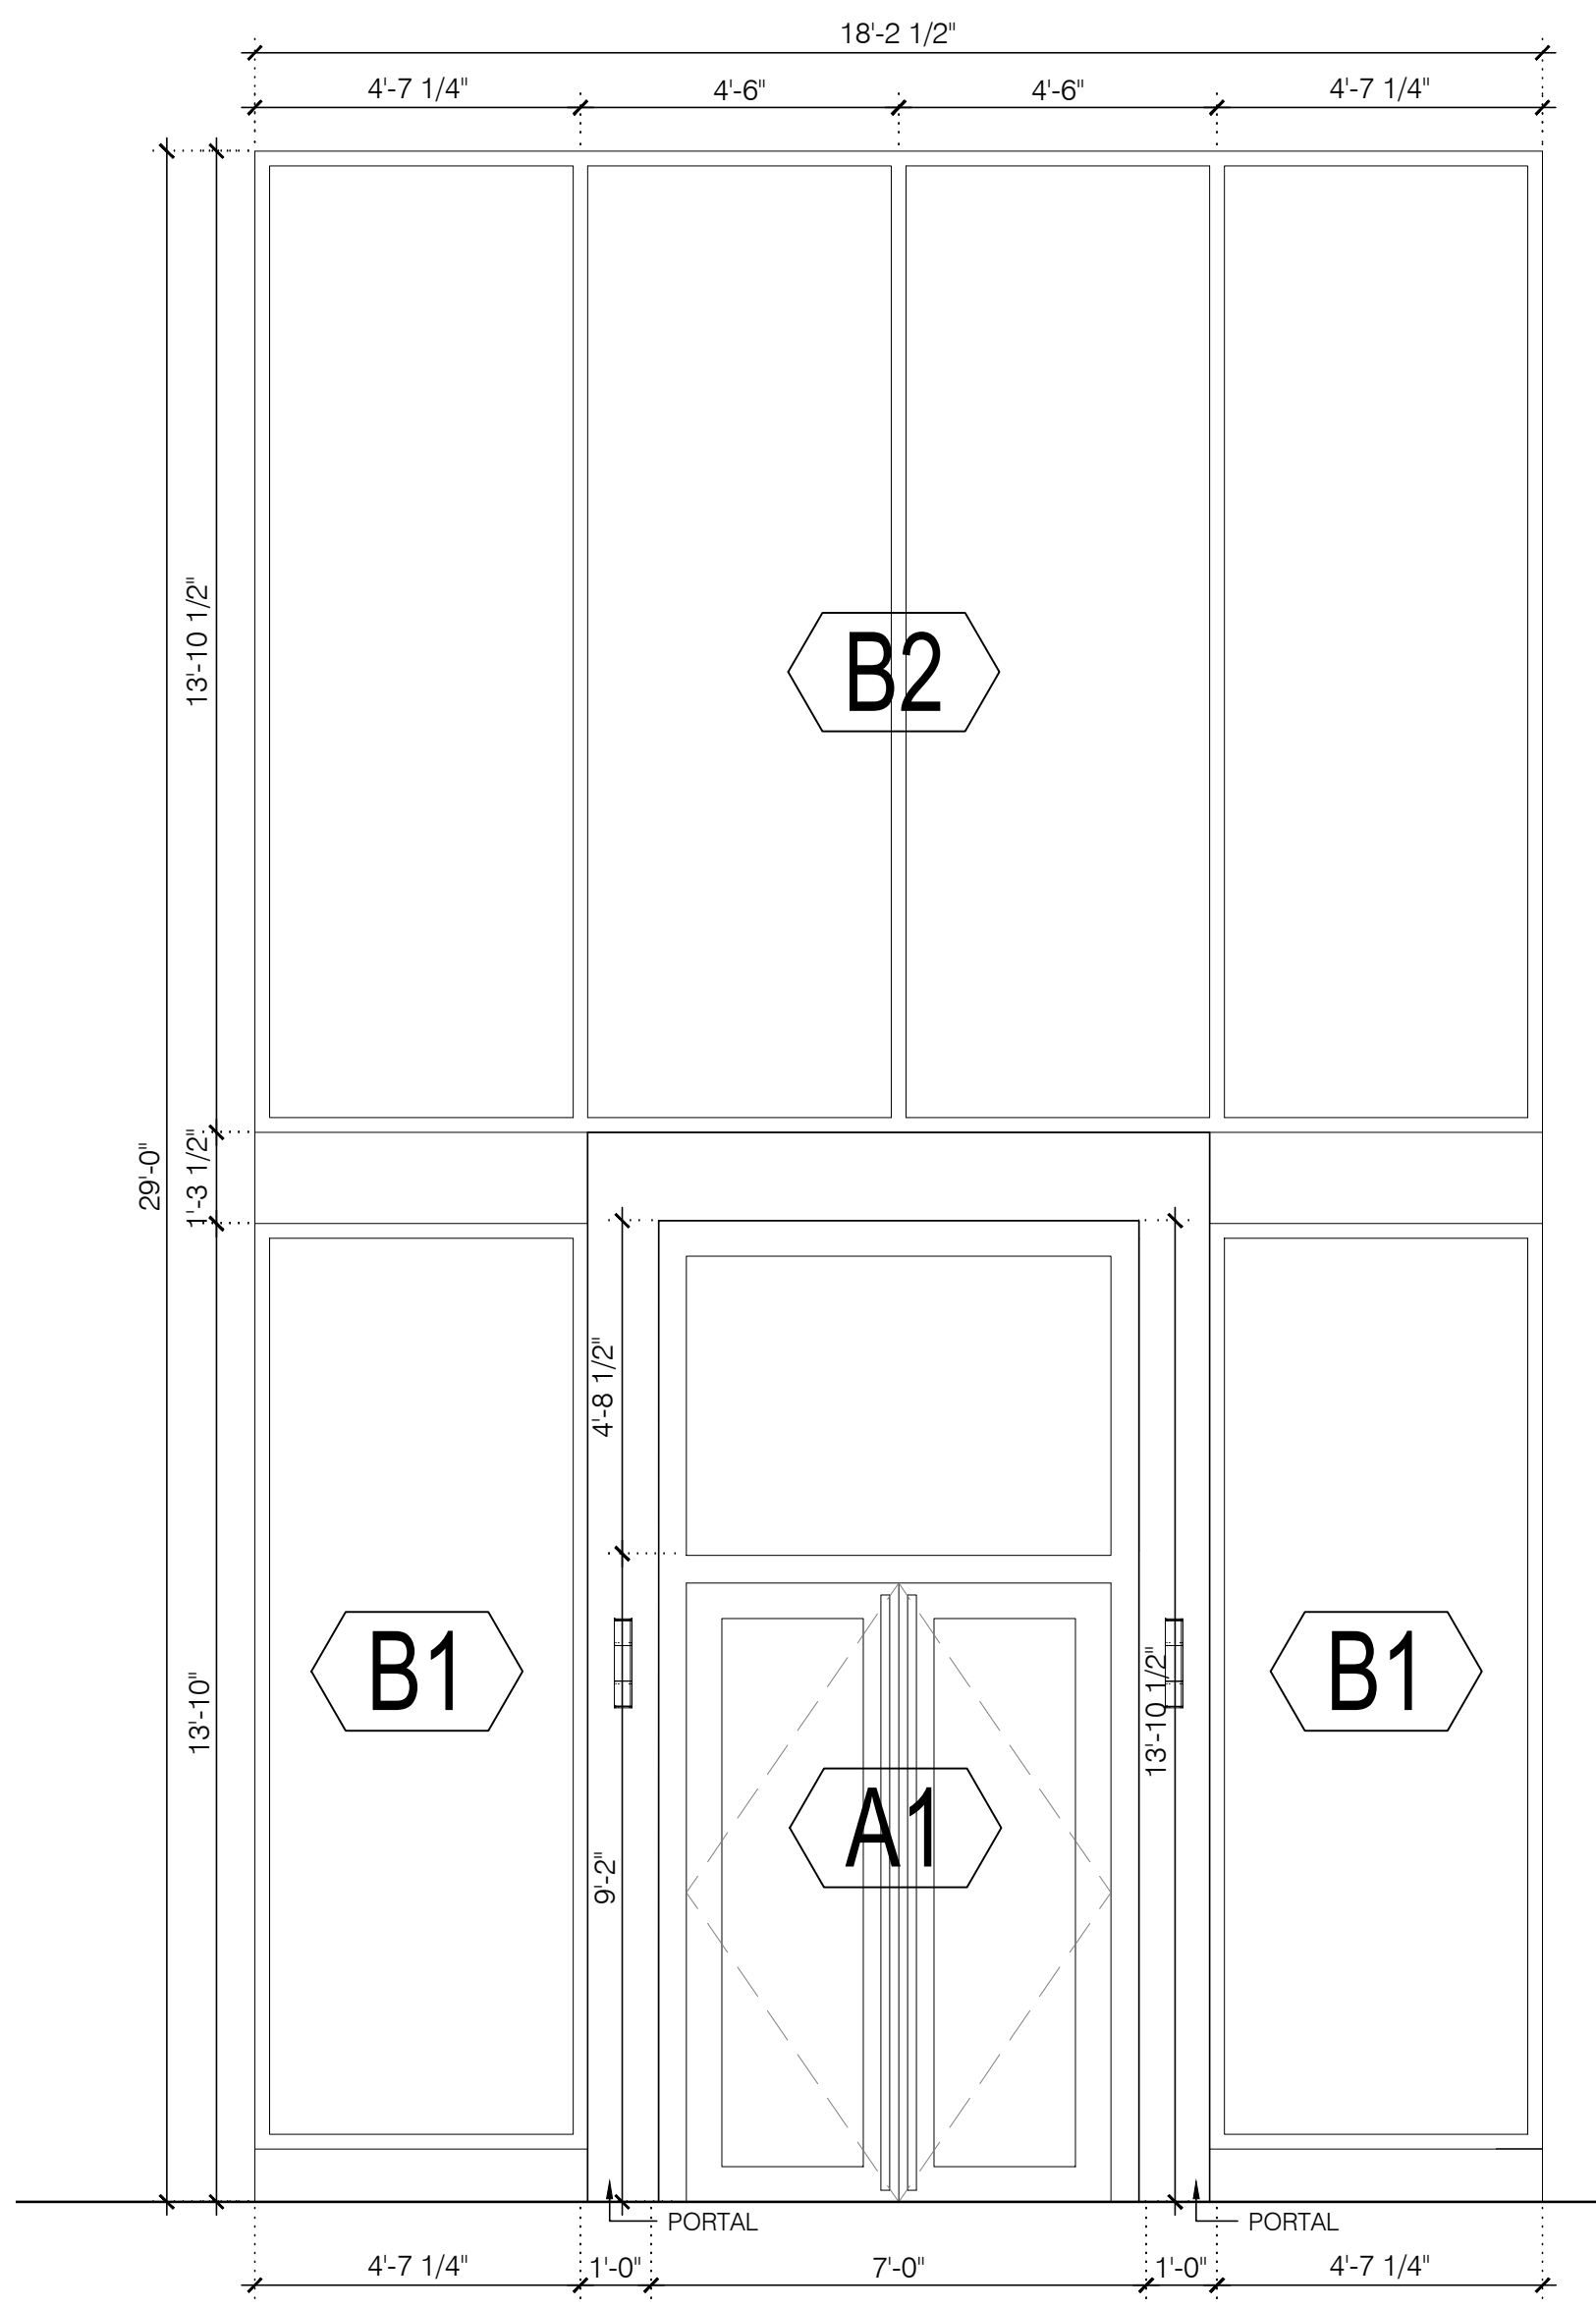 18'-2 1/2"
4'-7 1/4"
4'-6"
4'-6"
4'-7 1/4"
13'-10 1/2"
B2
29'-0"
1'-3 1/2"
4'-8 1/2"
B1
13'-10 1/2"
B1
13'-10"
A1
9'-2"
PORTAL
PORTAL
4'-7 1/4"
1'-0"
7'-0"
1'-0"
4'-7 1/4"